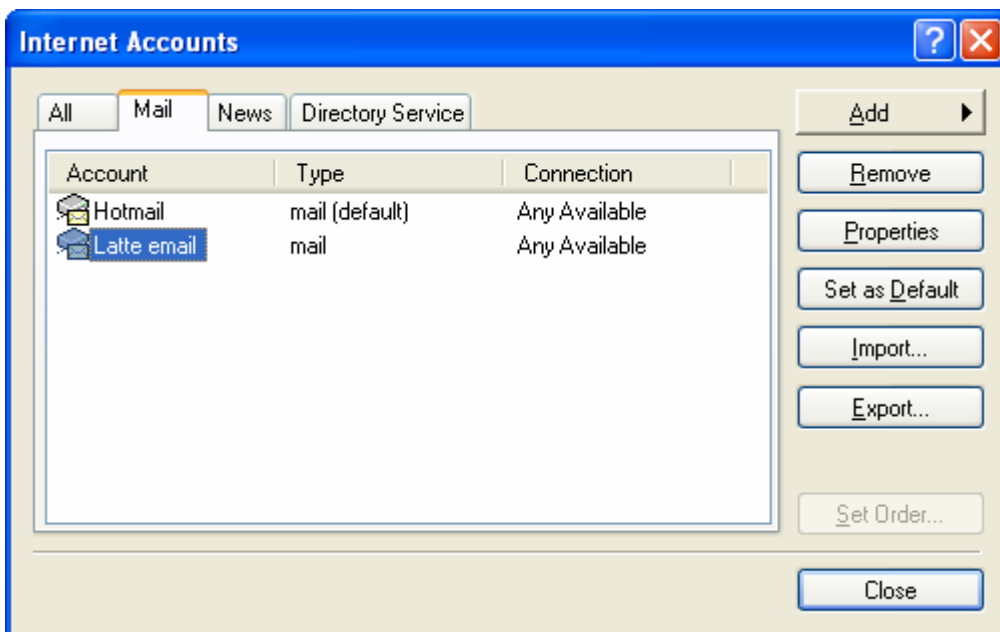 Internet Accounts
All Mail News Directory Service
Add
Account Type Connection
Remove
Hotmail mail (default) Any Available
Latte email mail Any Available
Properties
Set as Default
Import...
Export...
Set Order...
Close